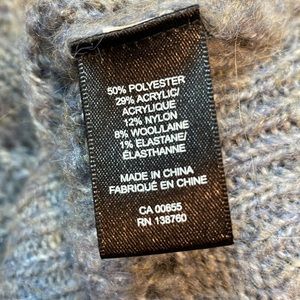 50% POLYESTER
29% ACRYLIC/
ACRYLIQUE
12% NYLON
8% WOOL/LAINE
1% ELASTANE/
ÉLASTHANNE
MADE IN CHINA
FABRIQUÉ EN CHINE
CA 00655
RN 138760